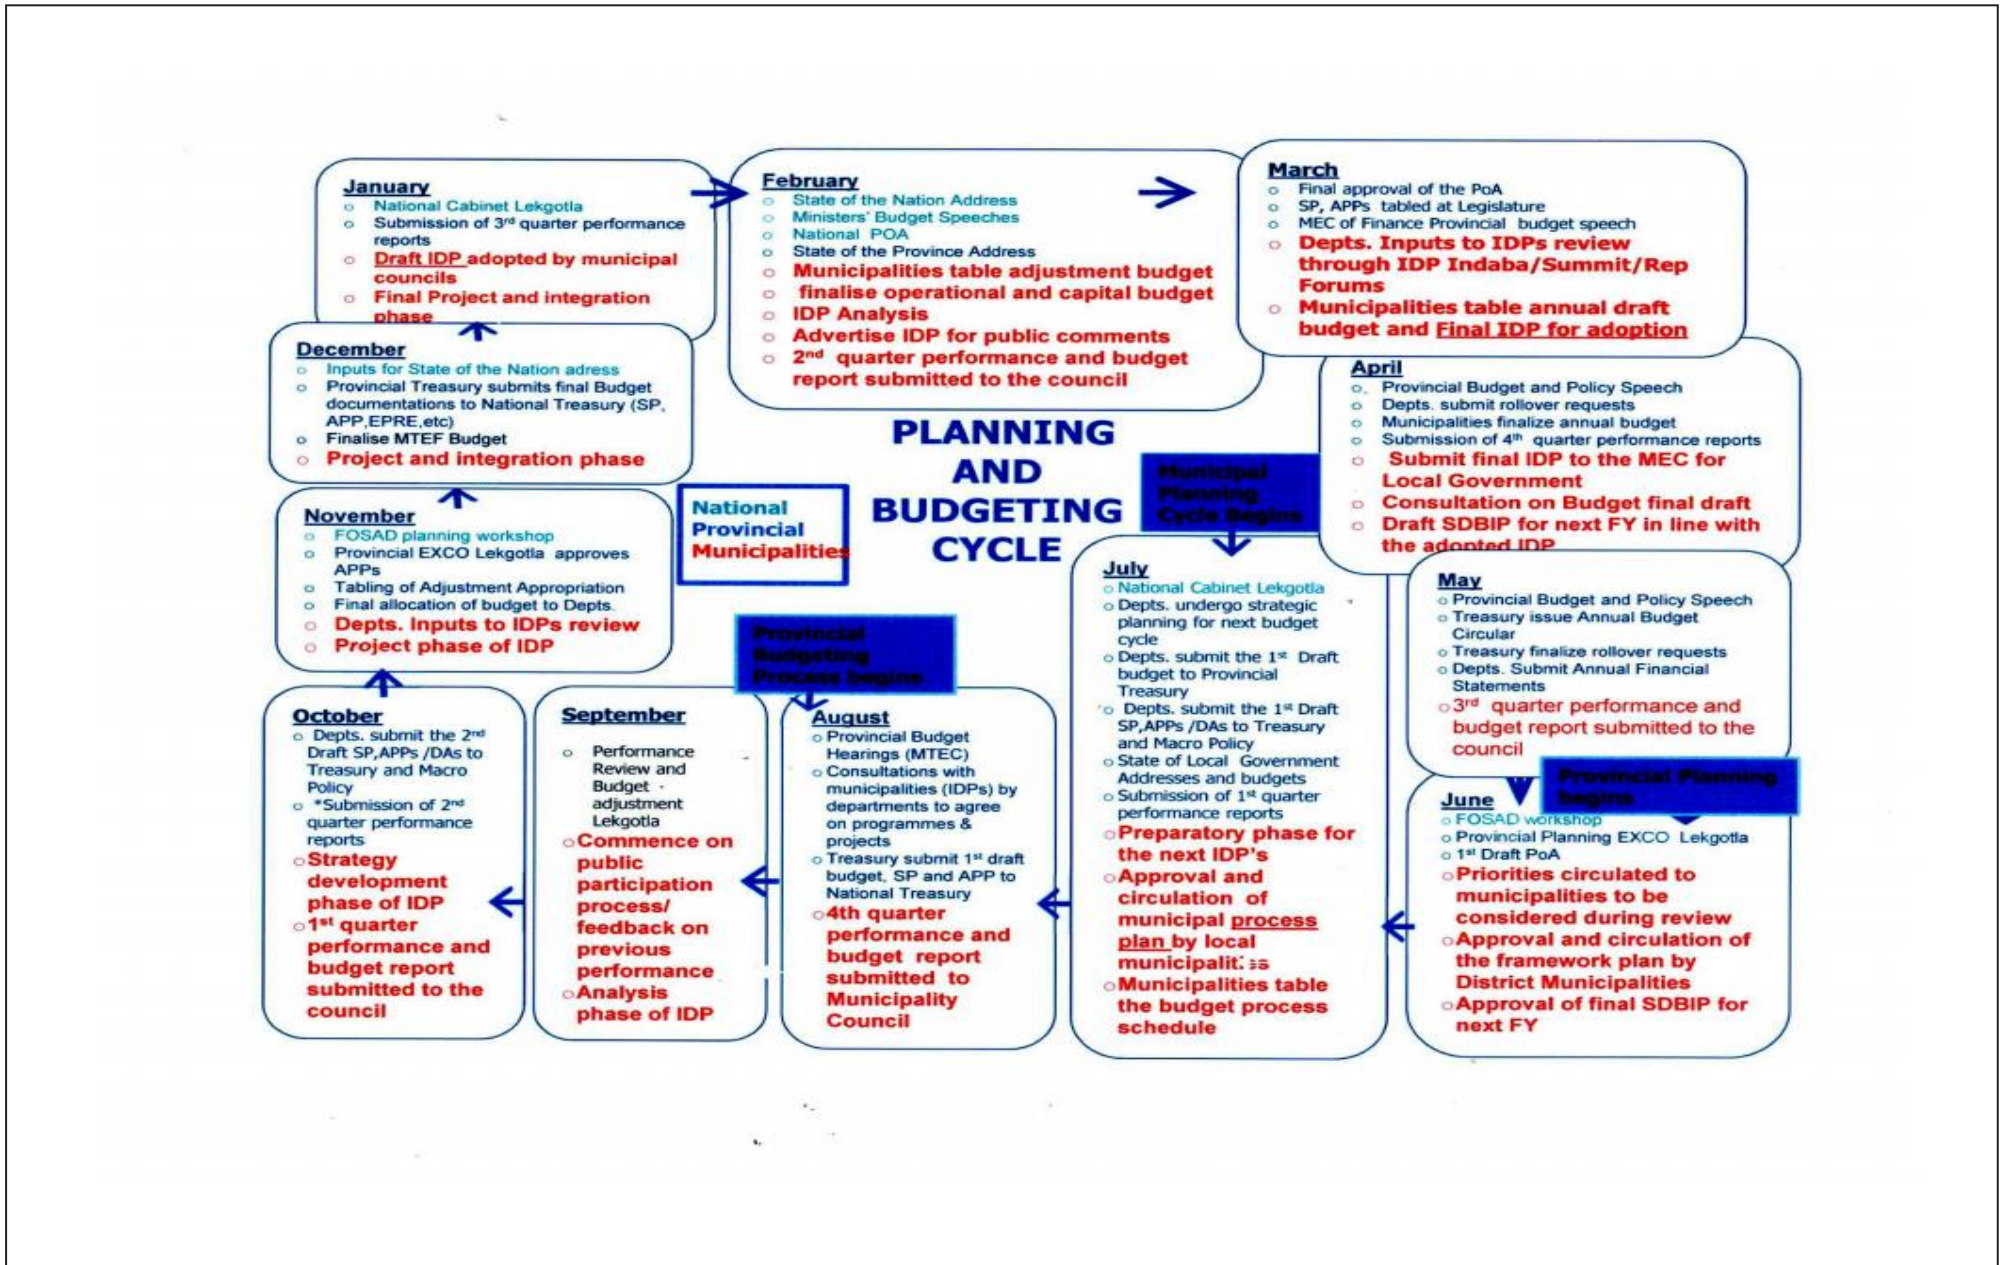 January
○ National Cabinet Lekgotla
○ Submission of 3rd quarter performance
reports
○ Draft IDP adopted by municipal
councils
○ Final Project and integration
phase
February
○ State of the Nation Address
○ Ministers' Budget Speeches
○ National POA
○ State of the Province Address
○ Municipalities table adjustment budget
○ finalise operational and capital budget
○ IDP Analysis
○ Advertise IDP for public comments
○ 2nd quarter performance and budget
report submitted to the council
March
○ Final approval of the PoA
○ SP, APPs tabled at Legislature
○ MEC of Finance Provincial budget speech
○ Depts. Inputs to IDPs review
through IDP Indaba/Summit/Rep
Forums
○ Municipalities table annual draft
budget and Final IDP for adoption
April
○ Provincial Budget and Policy Speech
○ Depts. submit rollover requests
○ Municipalities finalize annual budget
○ Submission of 4th quarter performance reports
○ Submit final IDP to the MEC for
Local Government
○ Consultation on Budget final draft
○ Draft SDBIP for next FY in line with
the adopted IDP
May
○ Provincial Budget and Policy Speech
○ Treasury issue Annual Budget
Circular
○ Treasury finalize rollover requests
○ Depts. Submit Annual Financial
Statements
○ 3rd quarter performance and
budget report submitted to the
council
Provincial Planning
begins
June
○ FOSAD workshop
○ Provincial Planning EXCO Lekgotla
○ 1st Draft PoA
○ Priorities circulated to
municipalities to be
considered during review
○ Approval and circulation of
the framework plan by
District Municipalities
○ Approval of final SDBIP for
next FY
Municipal
Planning
Cycle Begins
July
○ National Cabinet Lekgotla
○ Depts. undergo strategic
planning for next budget
cycle
○ Depts. submit the 1st Draft
budget to Provincial
Treasury
○ Depts. submit the 1st Draft
SP,APPs /DAs to Treasury
and Macro Policy
○ State of Local Government
Addresses and budgets
○ Submission of 1st quarter
performance reports
○ Preparatory phase for
the next IDP's
○ Approval and
circulation of
municipal process
plan by local
municipalities
○ Municipalities table
the budget process
schedule
Provincial
Budgeting
Process begins
August
○ Provincial Budget
Hearings (MTEC)
○ Consultations with
municipalities (IDPs) by
departments to agree
on programmes &
projects
○ Treasury submit 1st draft
budget, SP and APP to
National Treasury
○ 4th quarter
performance and
budget report
submitted to
Municipality
Council
September
○ Performance
Review and
Budget
adjustment
Lekgotla
○ Commence on
public
participation
process/
feedback on
previous
performance
○ Analysis
phase of IDP
October
○ Depts. submit the 2nd
Draft SP,APPs /DAs to
Treasury and Macro
Policy
○ *Submission of 2nd
quarter performance
reports
○ Strategy
development
phase of IDP
○ 1st quarter
performance and
budget report
submitted to the
council
November
○ FOSAD planning workshop
○ Provincial EXCO Lekgotla approves
APPs
○ Tabling of Adjustment Appropriation
○ Final allocation of budget to Depts.
○ Depts. Inputs to IDPs review
○ Project phase of IDP
December
○ Inputs for State of the Nation adress
○ Provincial Treasury submits final Budget
documentations to National Treasury (SP,
APP,EPRE,etc)
○ Finalise MTEF Budget
○ Project and integration phase
PLANNING
AND
BUDGETING
CYCLE
National
Provincial
Municipalities